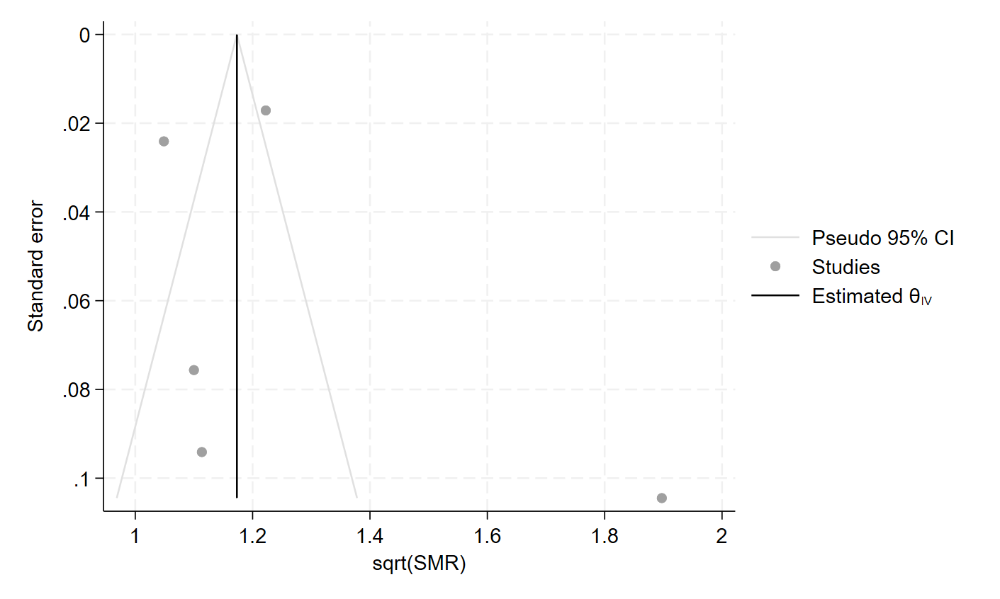 0
.02
.04
.06
.08
.1
Standard error
1 1.2 1.4 1.6 1.8 2
sqrt(SMR)
Pseudo 95% CI
Studies
Estimated θIV